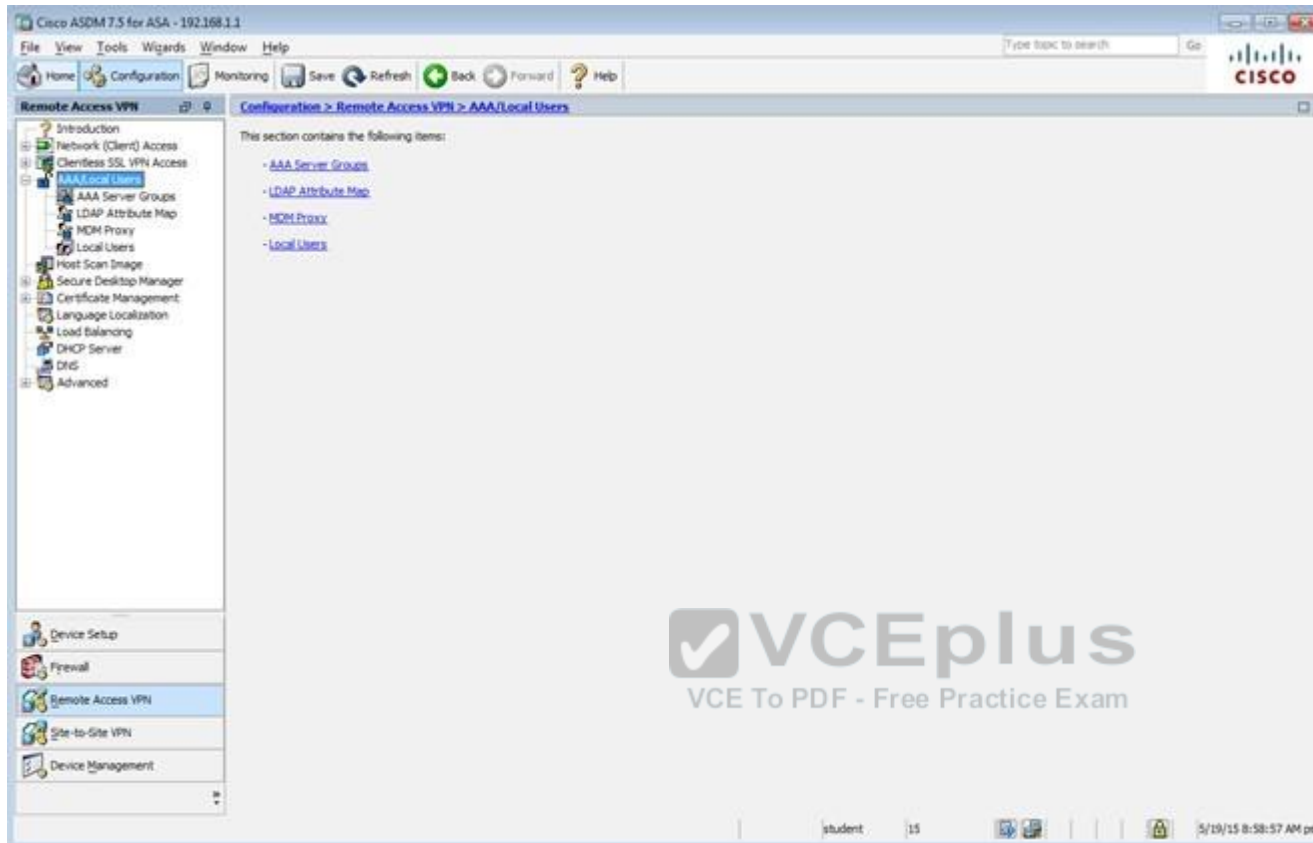 Cisco ASDM 7.5 for ASA - 192.168.1.1
File View Tools Wizards Window Help
Type topic to search Go
CISCO
Home Configuration Monitoring Save Refresh Back Forward Help
Remote Access VPN
Configuration > Remote Access VPN > AAA/Local Users
Introduction
Network (Client) Access
Clientless SSL VPN Access
AAA/Local Users
AAA Server Groups
LDAP Attribute Map
MDM Proxy
Local Users
Host Scan Image
Secure Desktop Manager
Certificate Management
Language Localization
Load Balancing
DHCP Server
DNS
Advanced
This section contains the following items:
- AAA Server Groups
- LDAP Attribute Map
- MDM Proxy
- Local Users
Device Setup
Firewall
Remote Access VPN
Site-to-Site VPN
Device Management
VCEplus
VCE To PDF - Free Practice Exam
student 15 5/19/15 8:58:57 AM